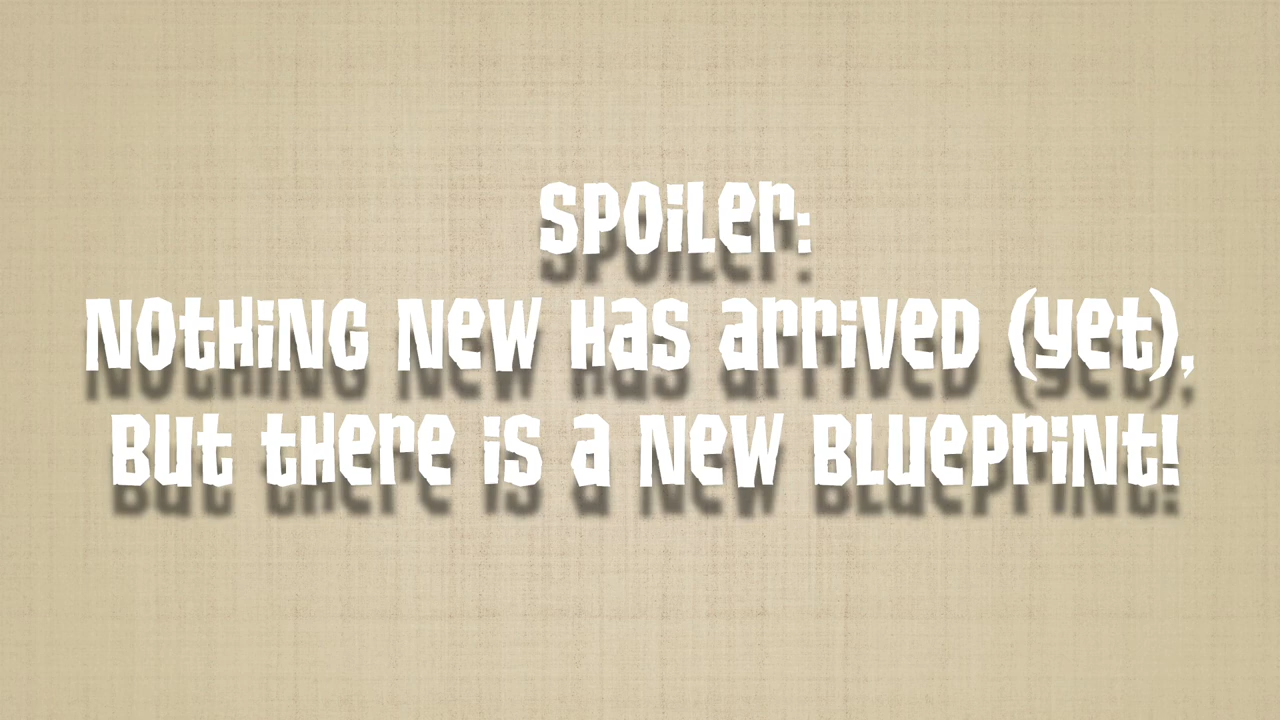 Spoiler:
Nothing new has arrived (yet),
But there is a new blueprint!